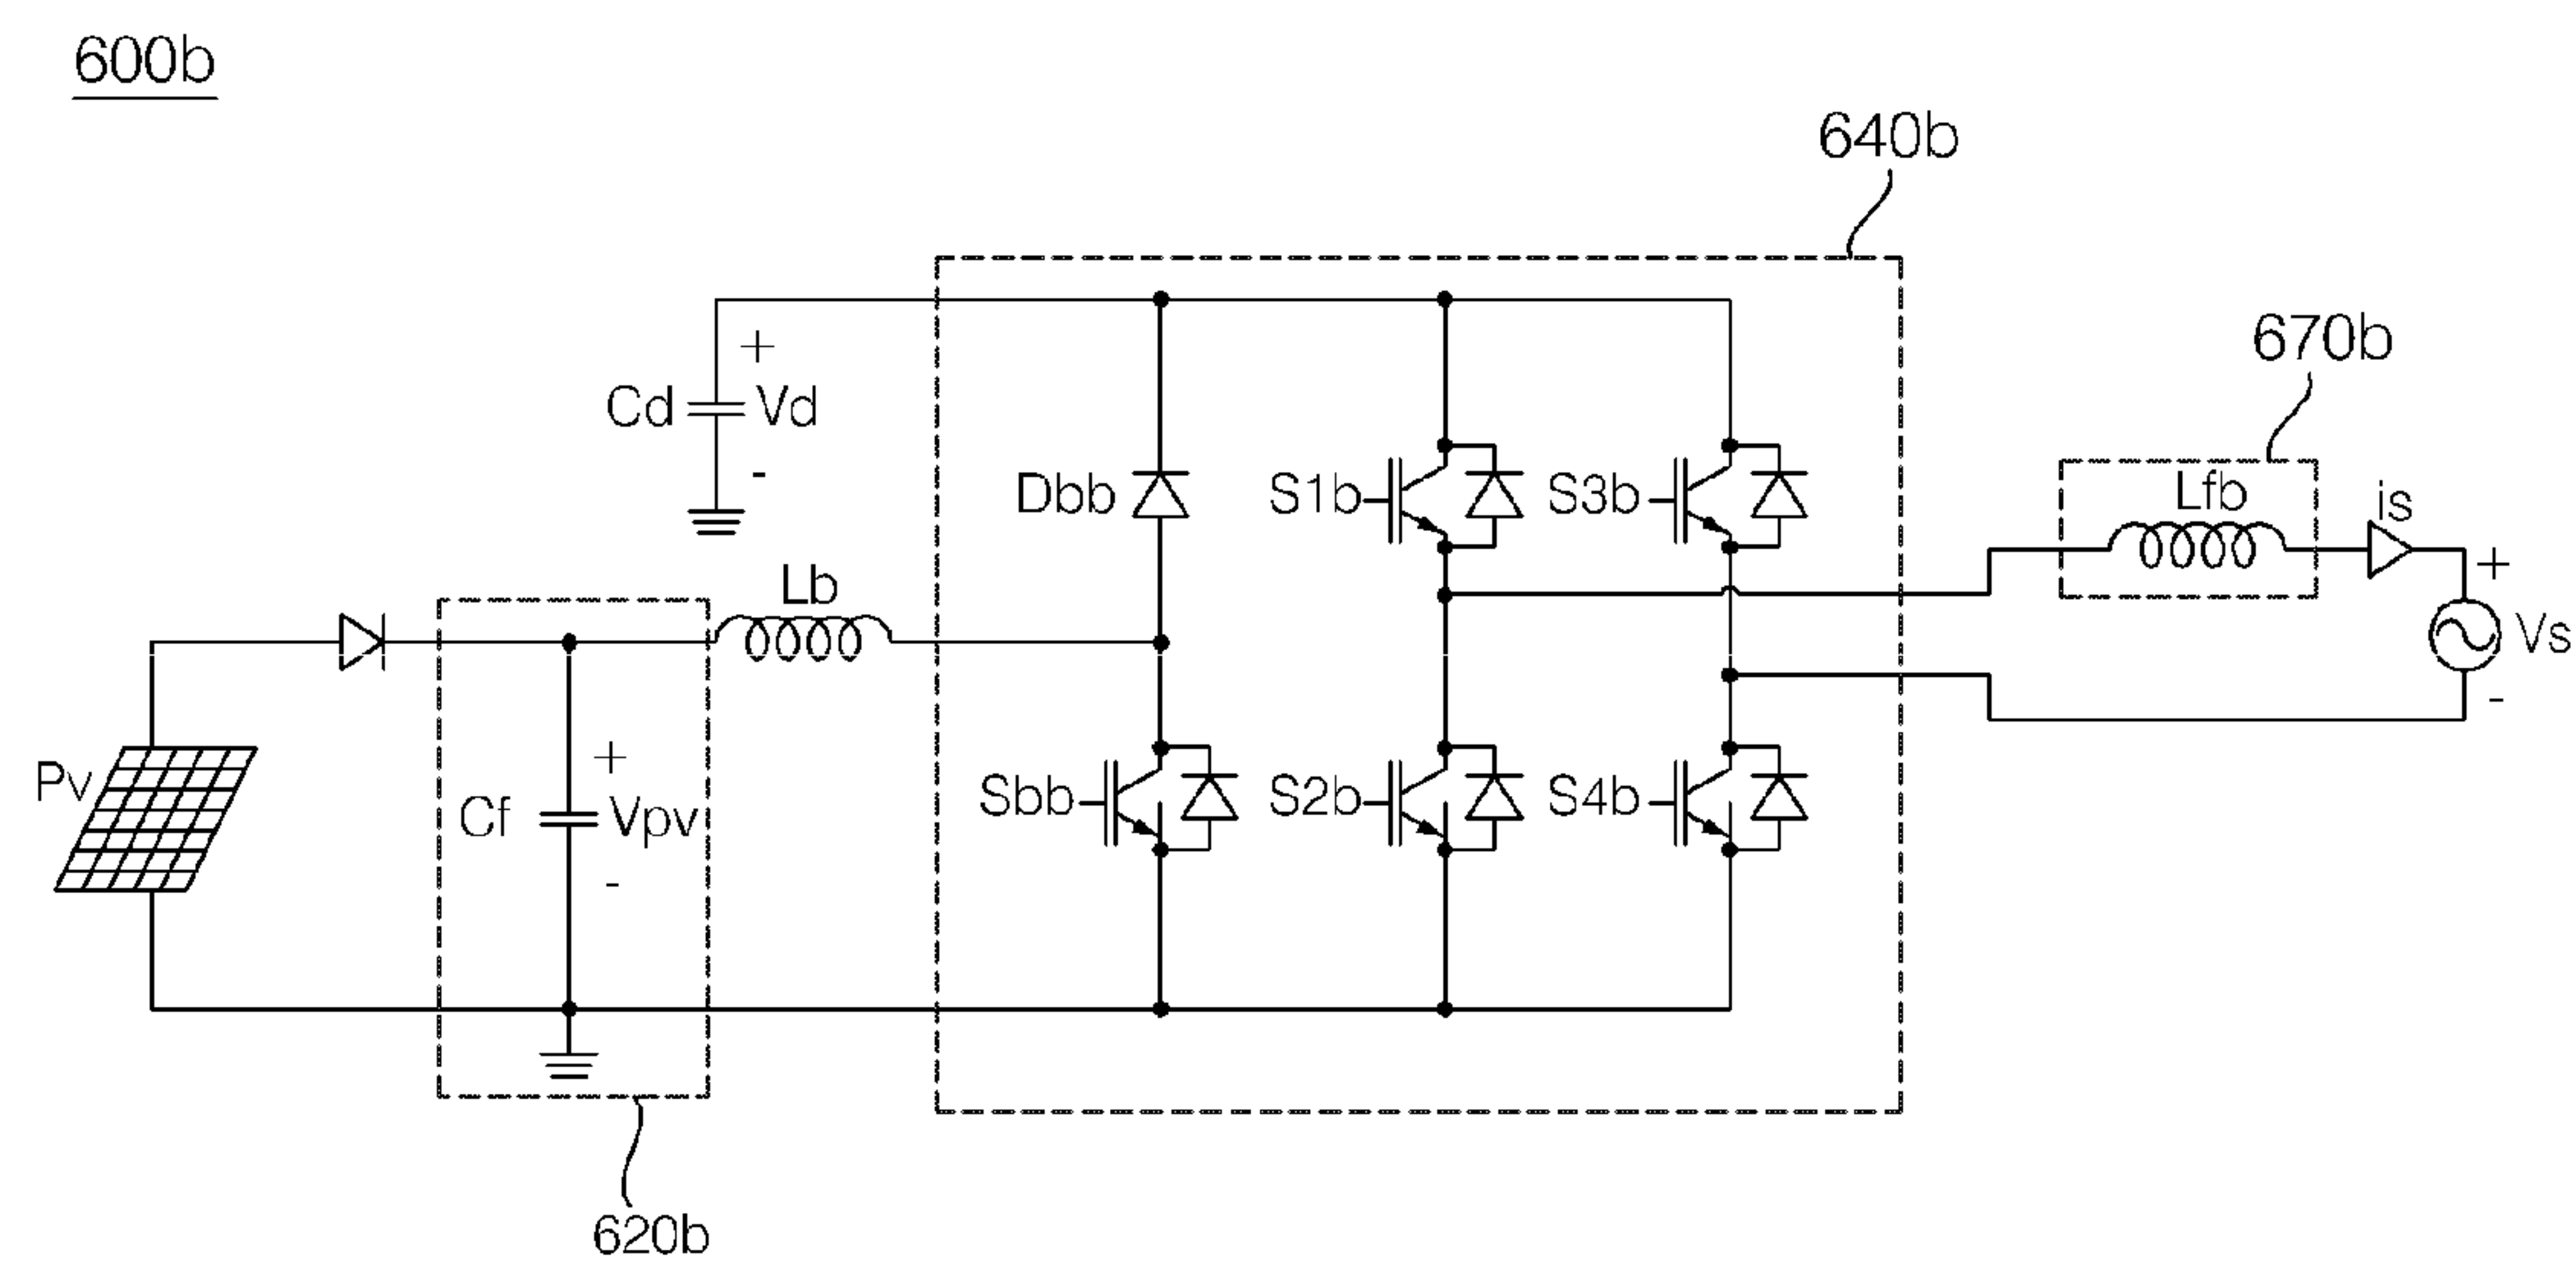 600b
640b
670b
+
Cd Vd
-
Dbb
S1b
S3b
Lfb
is
+
Vs
-
Lb
Pv
+
Cf Vpv
-
Sbb
S2b
S4b
620b